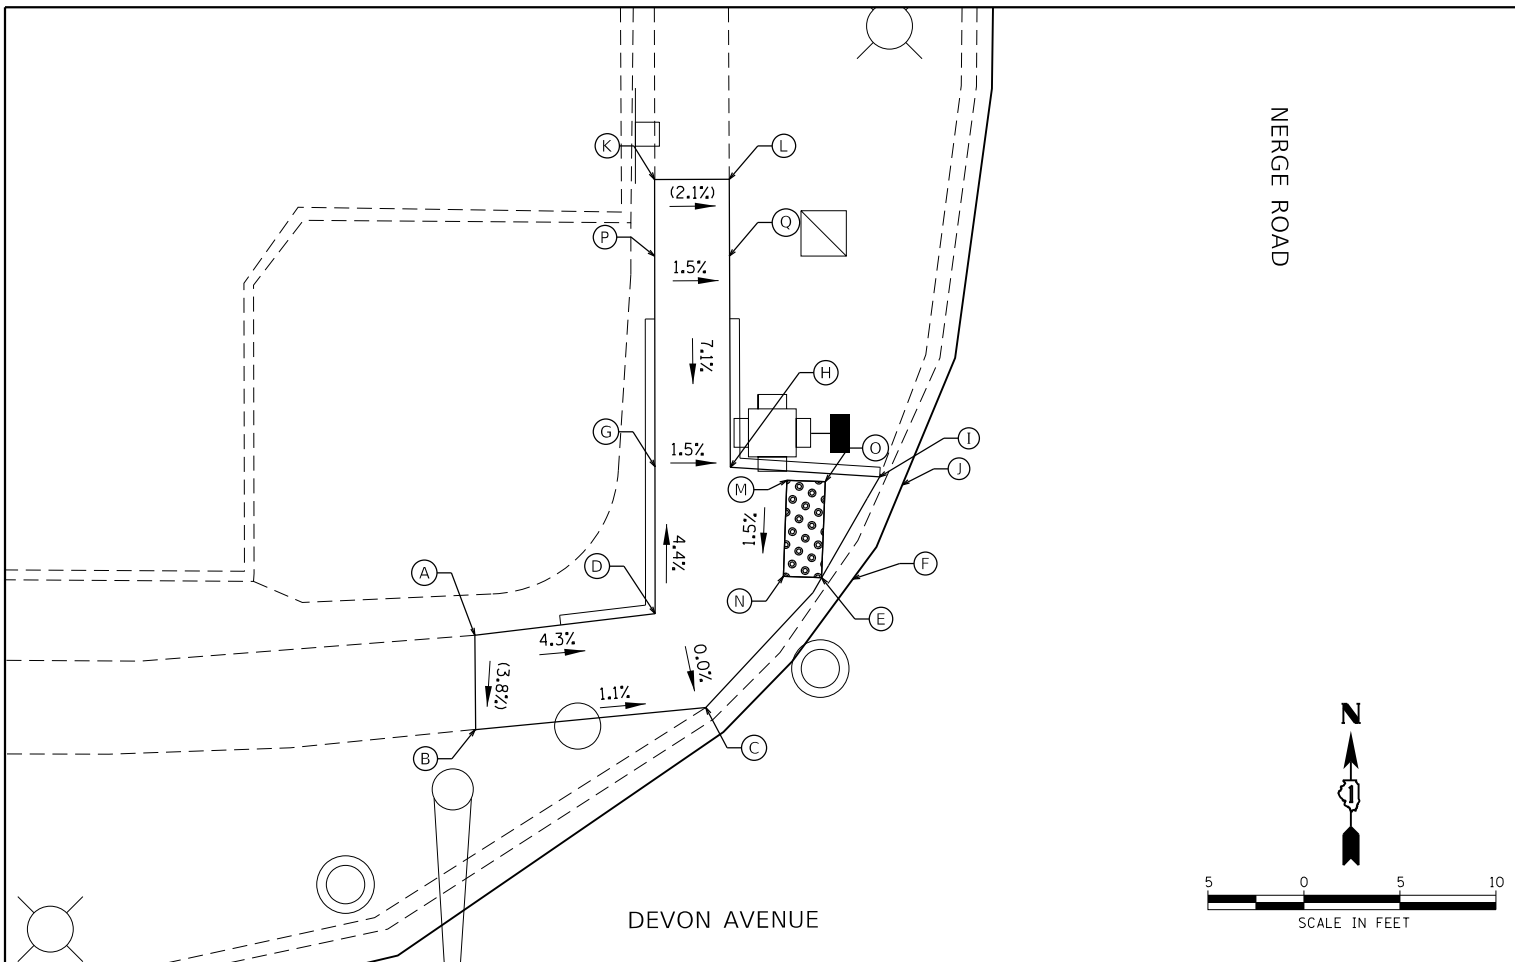 NERGE ROAD
K
L
(2.1%)
P
Q
1.5%
7.1%
H
G
1.5%
O
I
J
M
1.5%
4.4%
A
D
F
N
E
4.3%
0.0%
(3.8%)
1.1%
B
C
N
1
5 0 5 10
SCALE IN FEET
DEVON AVENUE